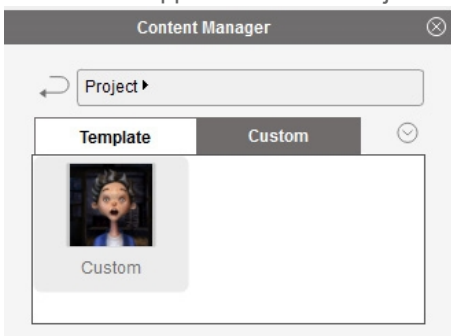 Content Manager
Project
Template
Custom
Custom